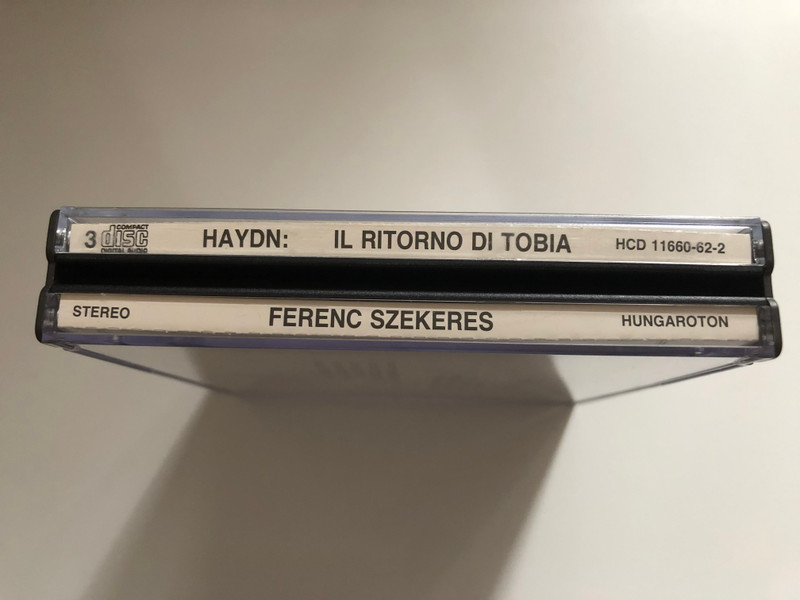 3 COMPACT disc DIGITAL AUDIO HAYDN: IL RITORNO DI TOBIA HCD 11660-62-2
STEREO FERENC SZEKERES HUNGAROTON